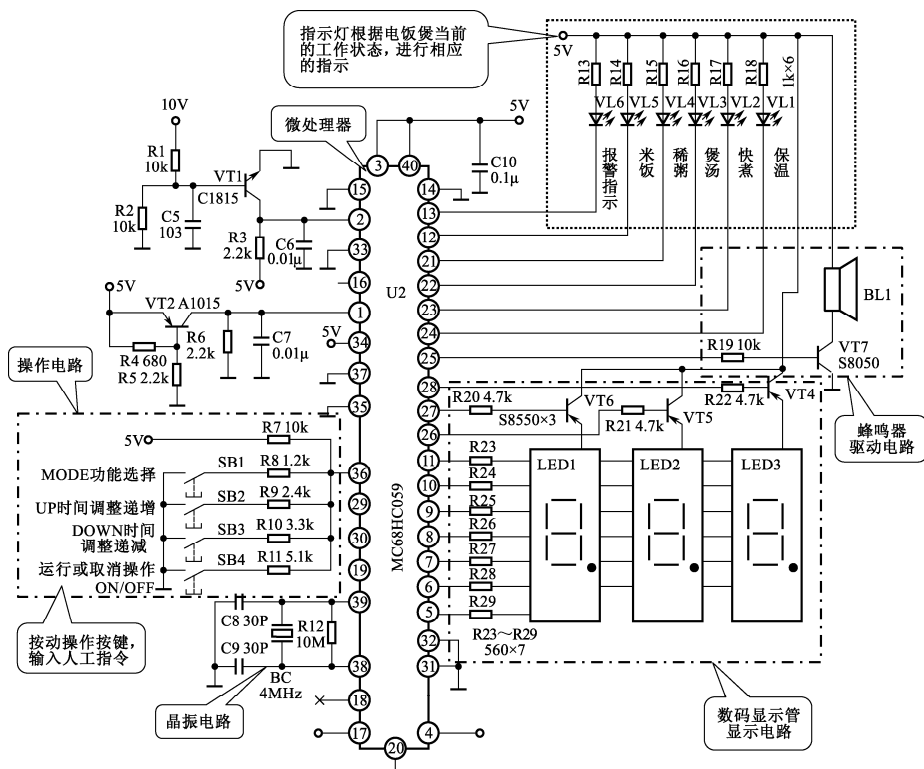 指示灯根据电饭煲当前
的工作状态,进行相应
的指示
5V
R13
R14
R15
R16
R17
R18
1k×6
VL6
VL5
VL4
VL3
VL2
VL1
报警指示
米饭
稀粥
煲汤
快煮
保温
10V
R1
10k
VT1
C1815
R2
10k
C5
103
R3
2.2k
C6
0.01μ
5V
微处理器
5V
C10
0.1μ
3
40
15
14
2
13
33
12
16
21
U2
22
1
23
34
24
37
25
35
28
27
26
36
11
29
10
30
9
19
8
39
7
6
5
38
32
18
31
17
4
20
MC68HC059
5V
VT2 A1015
R4 680
R5 2.2k
R6
2.2k
C7
0.01μ
5V
BL1
R19 10k
VT7
S8050
蜂鸣器
驱动电路
操作电路
5V
R7 10k
MODE功能选择
SB1
R8 1.2k
UP时间调整递增
SB2
R9 2.4k
DOWN时间
调整递减
SB3
R10 3.3k
运行或取消操作
ON/OFF
SB4
R11 5.1k
按动操作按键,
输入人工指令
C8 30P
R12
10M
C9 30P
BC
4MHz
晶振电路
R20 4.7k
VT6
S8550×3
R21 4.7k
VT5
R22 4.7k
VT4
R23
R24
R25
R26
R27
R28
R29
R23～R29
560×7
LED1
LED2
LED3
数码显示管
显示电路